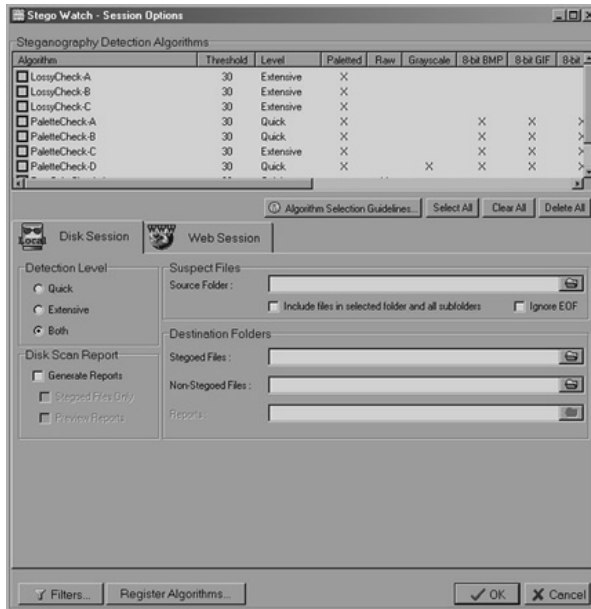 Stego Watch - Session Options
Steganography Detection Algorithms
Algorithm Threshold Level Paletted Raw Grayscale 8-bit BMP 8-bit GIF 8-bit
LossyCheck-A 30 Extensive X
LossyCheck-B 30 Extensive X
LossyCheck-C 30 Extensive X
PaletteCheck-A 30 Quick X X X X
PaletteCheck-B 30 Quick X X X X
PaletteCheck-C 30 Extensive X X X X
PaletteCheck-D 30 Quick X X X X X
Algorithm Selection Guidelines... Select All Clear All Delete All
Local Disk Session WWW Web Session
Detection Level
Quick
Extensive
Both
Suspect Files
Source Folder :
Include files in selected folder and all subfolders Ignore EOF
Disk Scan Report
Generate Reports
Stegoed Files Only
Preview Reports
Destination Folders
Stegoed Files :
Non-Stegoed Files :
Reports :
Filters... Register Algorithms... OK Cancel